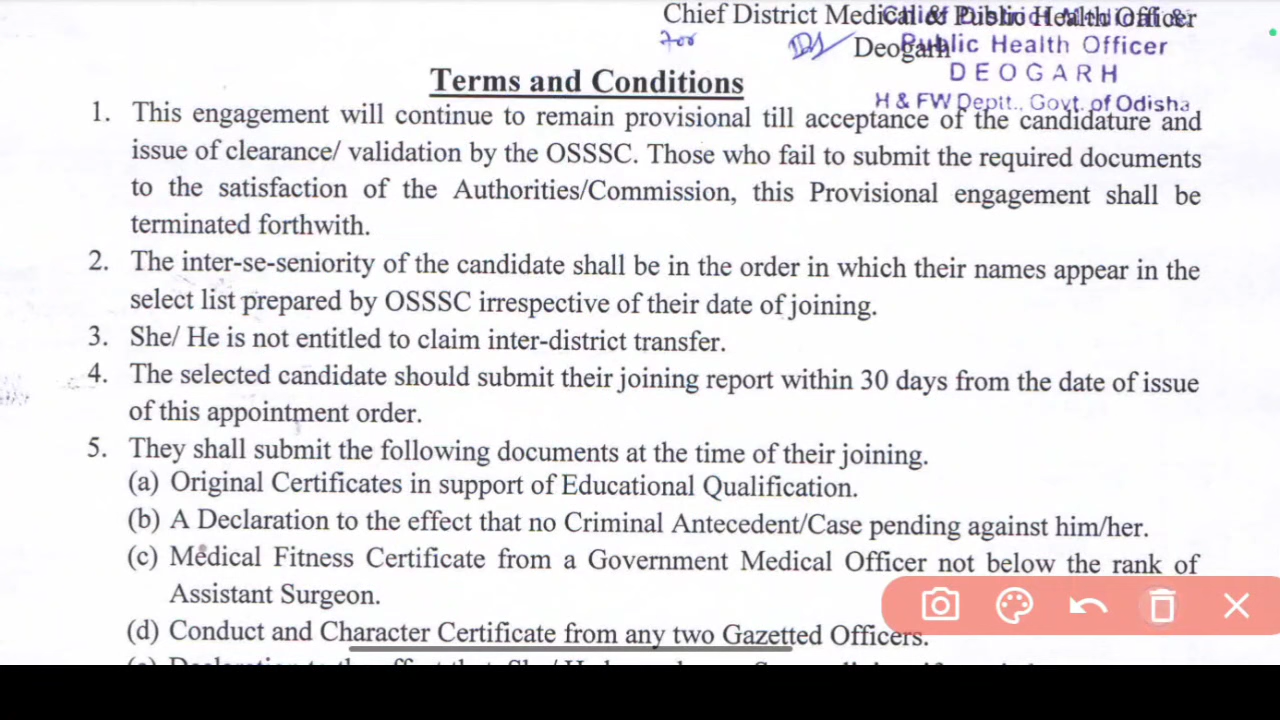 Chief District Medical & Public Health Officer
Chief District Medical &
for
Deogarh
Public Health Officer
DEOGARH
H & FW Deptt., Govt. of Odisha.
Terms and Conditions
1. This engagement will continue to remain provisional till acceptance of the candidature and
issue of clearance/ validation by the OSSSC. Those who fail to submit the required documents
to the satisfaction of the Authorities/Commission, this Provisional engagement shall be
terminated forthwith.
2. The inter-se-seniority of the candidate shall be in the order in which their names appear in the
select list prepared by OSSSC irrespective of their date of joining.
3. She/ He is not entitled to claim inter-district transfer.
4. The selected candidate should submit their joining report within 30 days from the date of issue
of this appointment order.
5. They shall submit the following documents at the time of their joining.
(a) Original Certificates in support of Educational Qualification.
(b) A Declaration to the effect that no Criminal Antecedent/Case pending against him/her.
(c) Medical Fitness Certificate from a Government Medical Officer not below the rank of
Assistant Surgeon.
(d) Conduct and Character Certificate from any two Gazetted Officers.